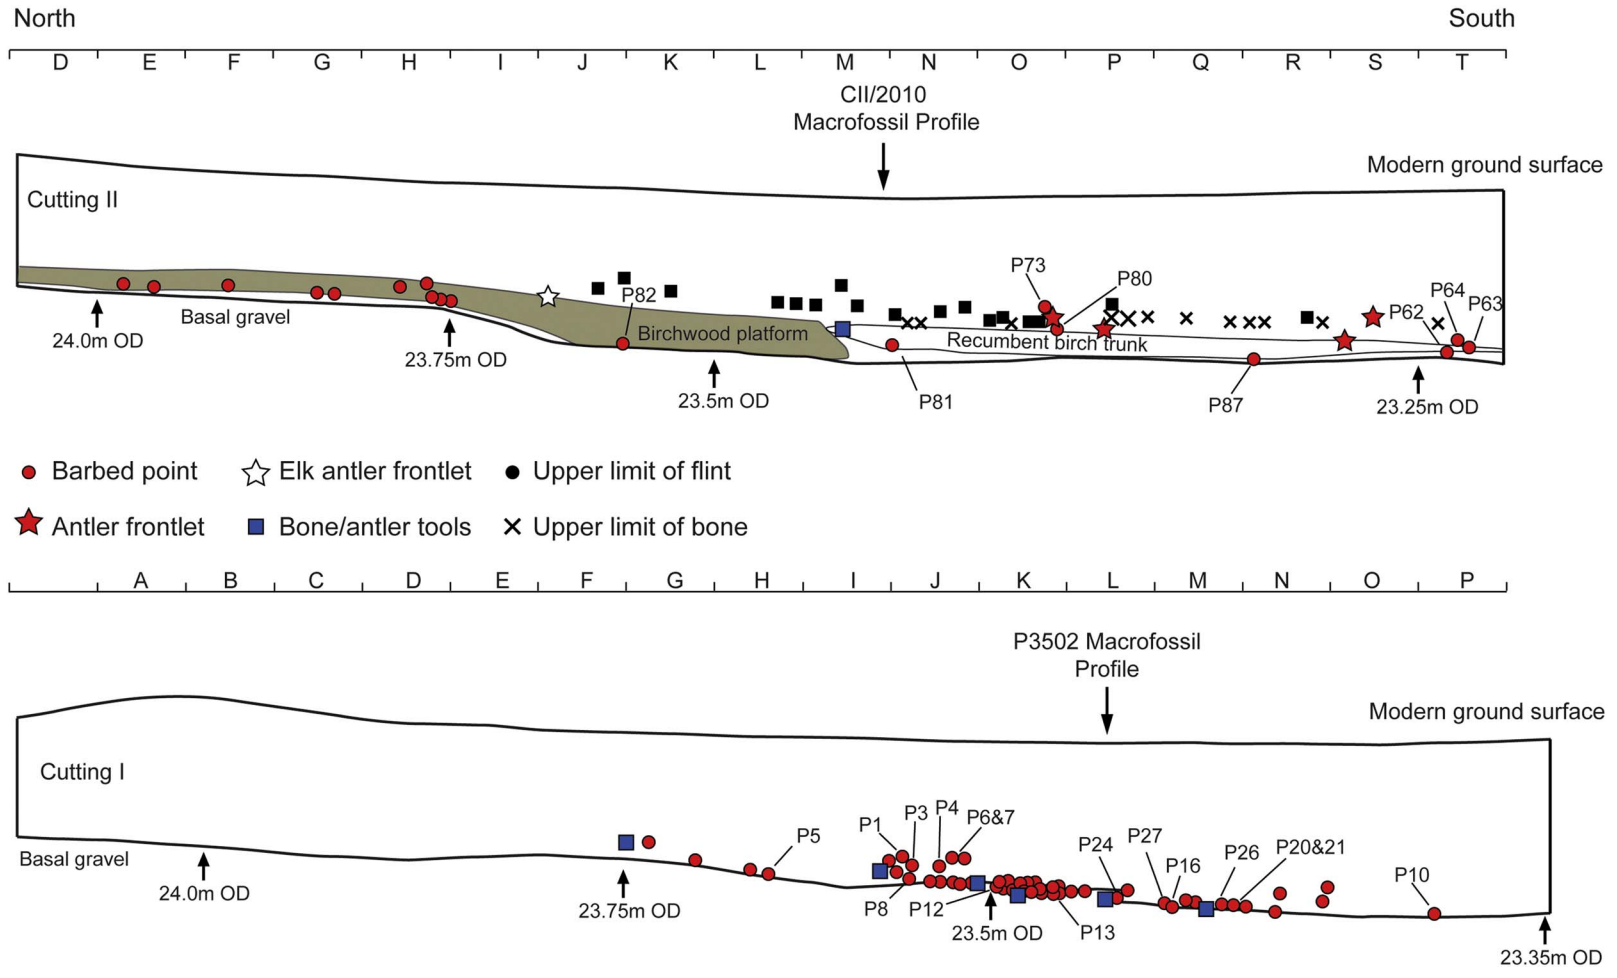 North South
D E F G H I J K L M N O P Q R S T
CII/2010
Macrofossil Profile
Modern ground surface
Cutting II
P73
P80
P82
P64
P63
P62
Basal gravel
Birchwood platform
Recumbent birch trunk
24.0m OD
23.75m OD
23.5m OD
P81
P87
23.25m OD
Barbed point Elk antler frontlet Upper limit of flint
Antler frontlet Bone/antler tools Upper limit of bone
A B C D E F G H I J K L M N O P
P3502 Macrofossil
Profile
Modern ground surface
Cutting I
P5
P1
P3
P4
P6&7
P24
P27
P16
P26
P20&21
P10
Basal gravel
24.0m OD
23.75m OD
P8
P12
23.5m OD
P13
23.35m OD